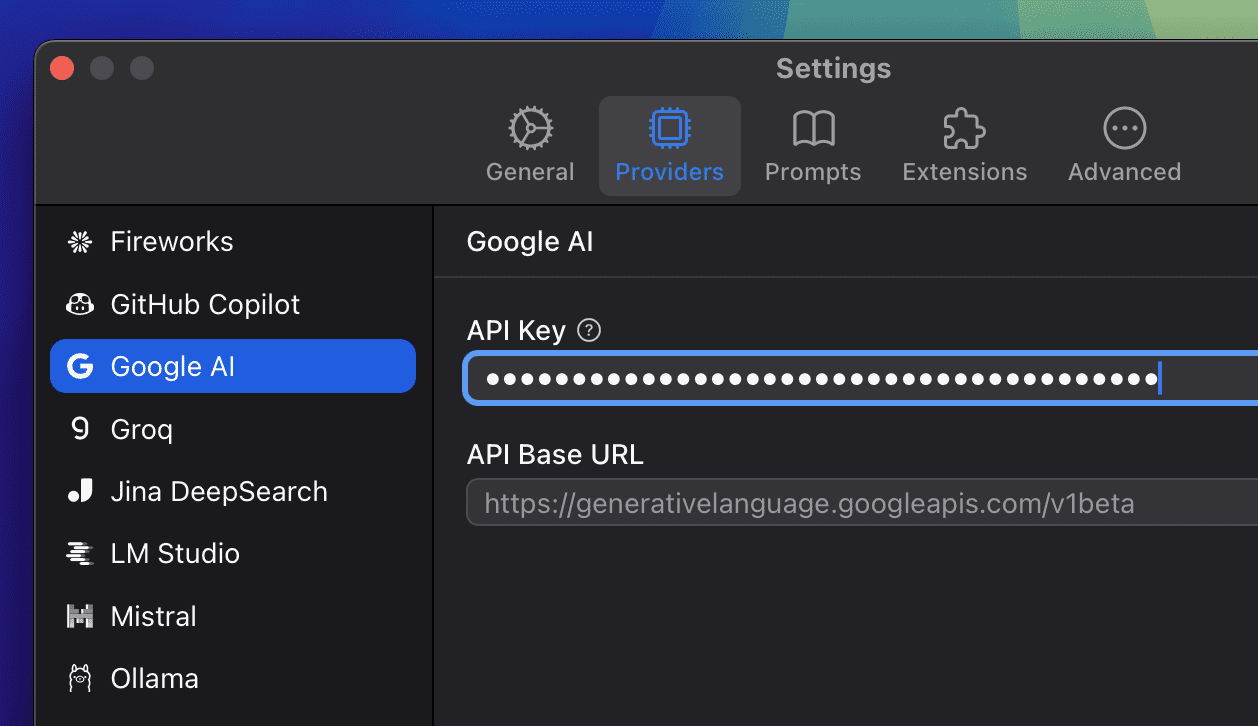 Settings
General
Providers
Prompts
Extensions
Advanced
Fireworks
GitHub Copilot
Google AI
Groq
Jina DeepSearch
LM Studio
Mistral
Ollama
Google AI
API Key ?
•••••••••••••••••••••••••••••••••••••••
API Base URL
https://generativelanguage.googleapis.com/v1beta